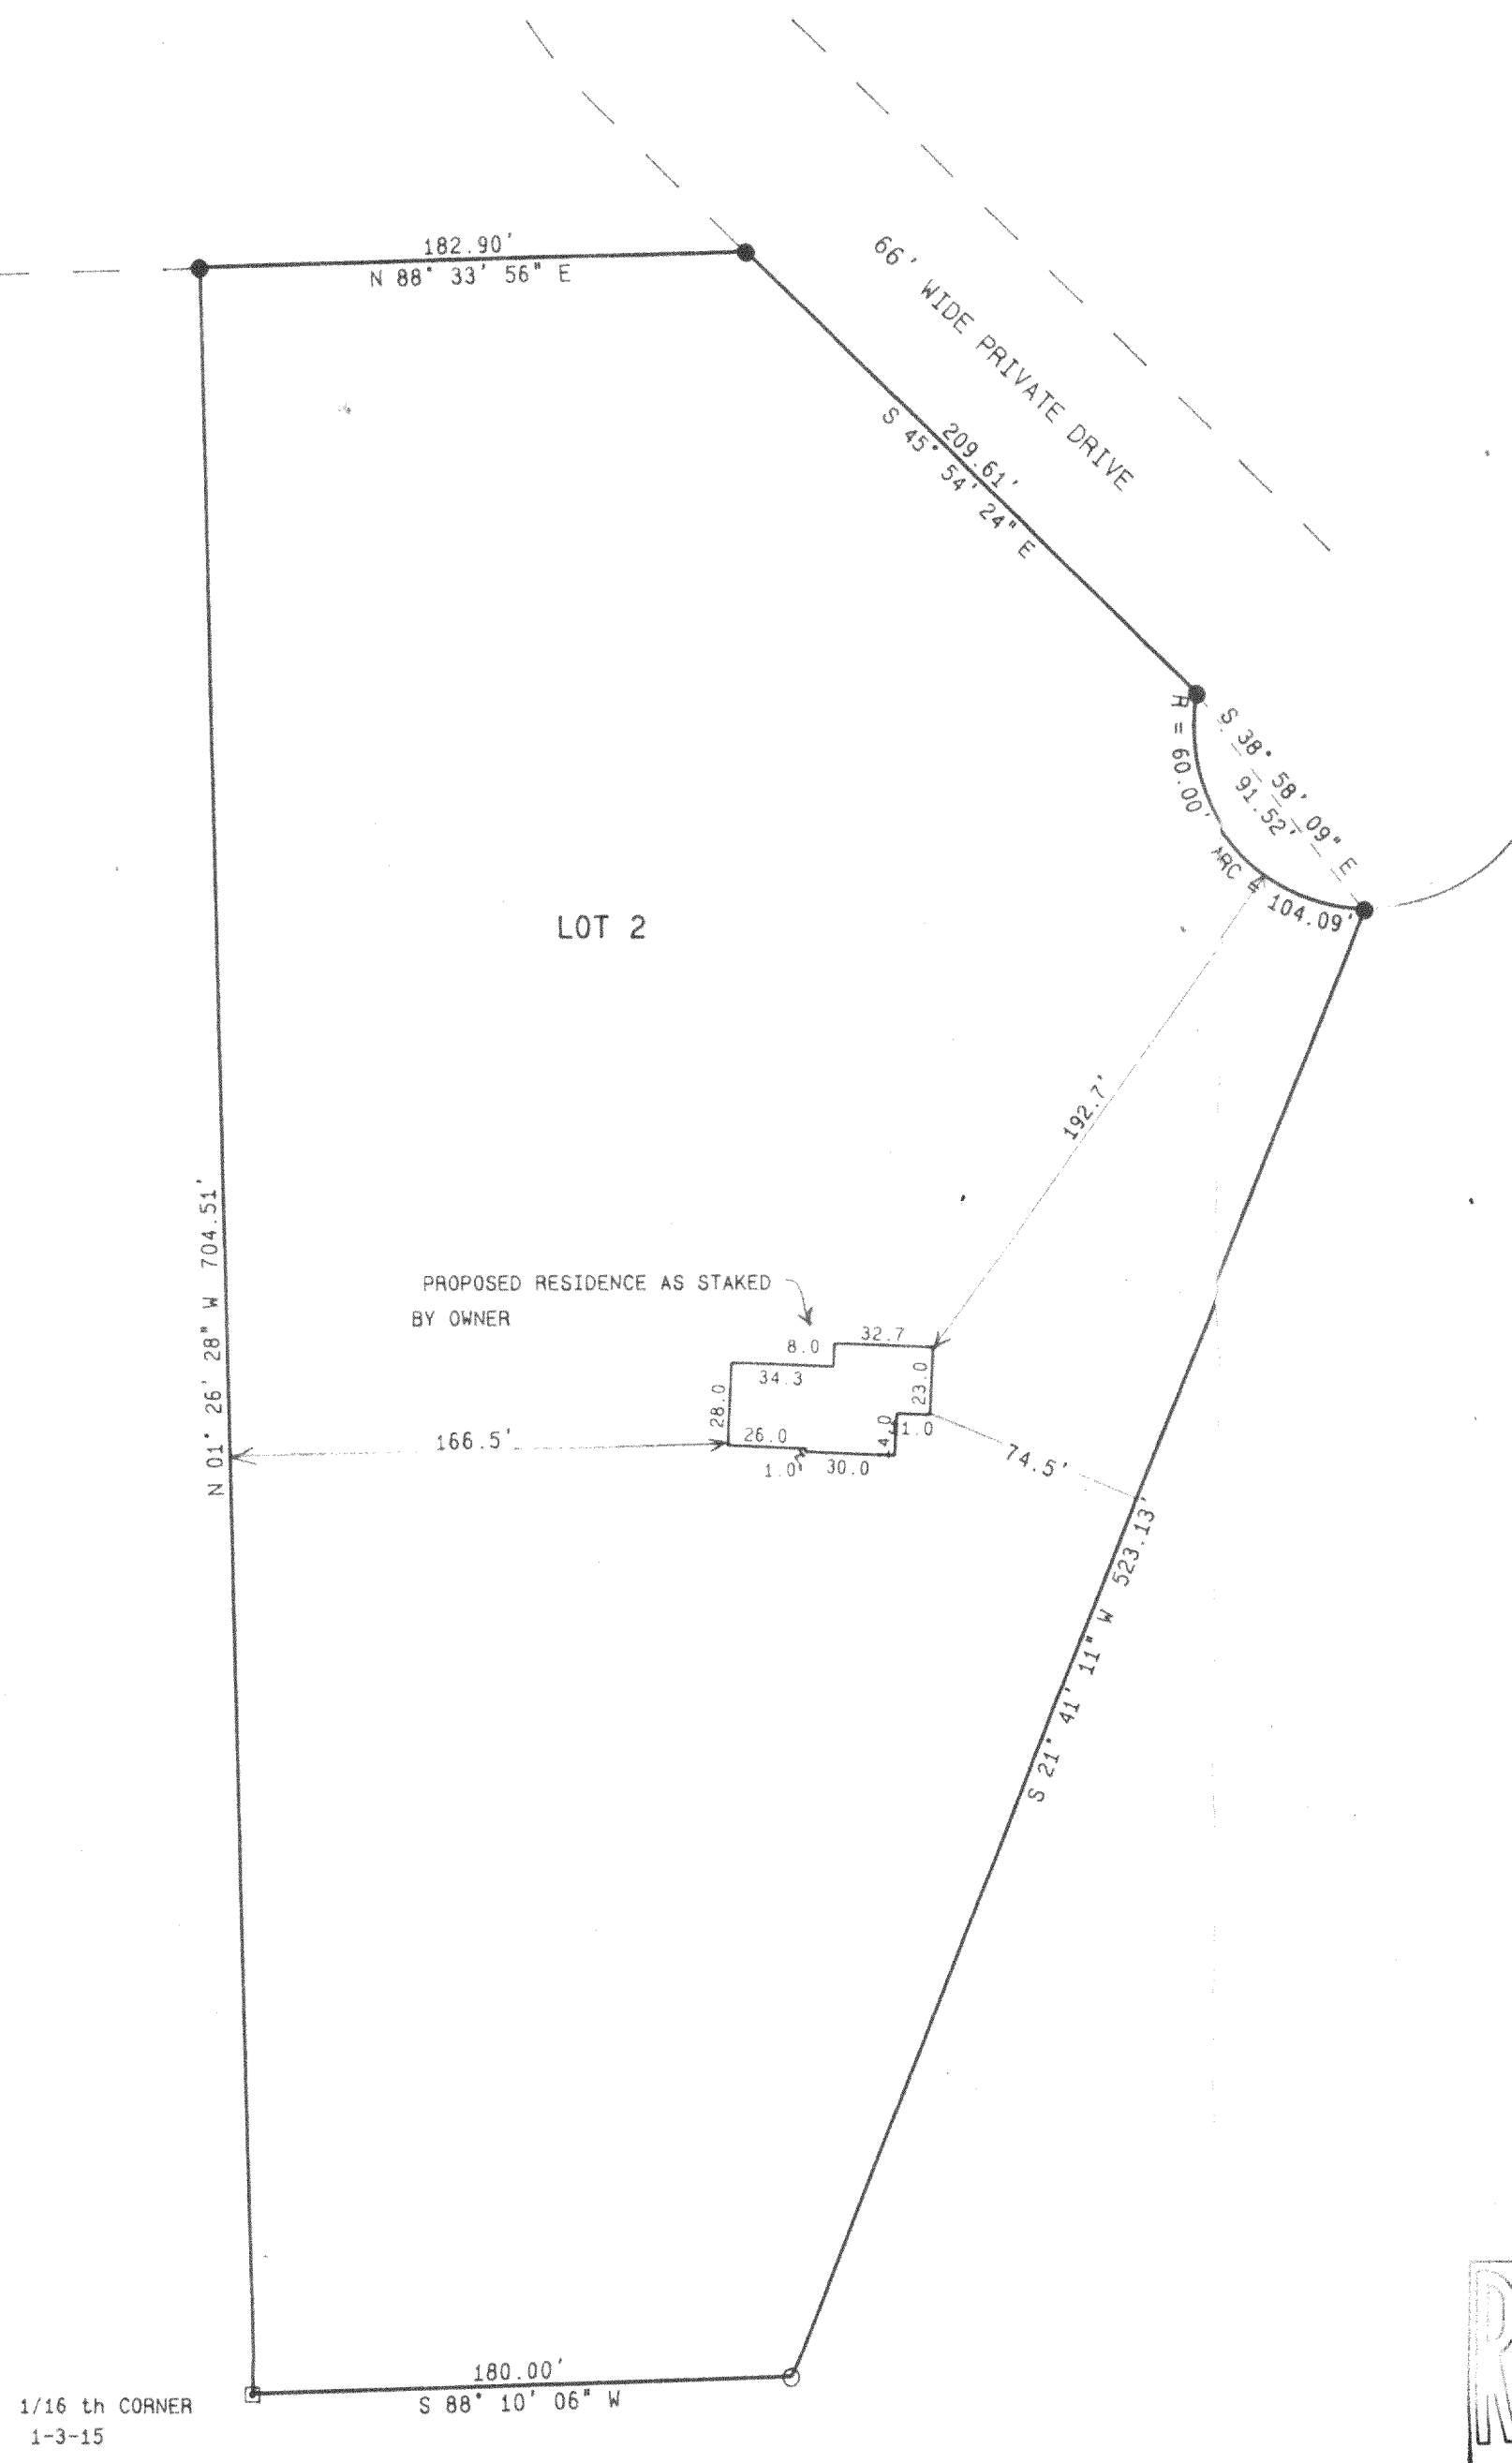 182.90'
N 88° 33' 56" E
66' WIDE PRIVATE DRIVE
209.61'
S 45° 54' 24" E
S 38° 58' 09" E
91.52'
R = 60.00'
ARC = 104.09'
LOT 2
192.7'
N 01° 26' 28" W 704.51'
PROPOSED RESIDENCE AS STAKED
BY OWNER
32.7
8.0
34.3
23.0
28.0
26.0
1.0
30.0
166.5'
74.5'
S 21° 41' 11" W 523.13'
180.00'
S 88° 10' 06" W
1/16 th CORNER
1-3-15